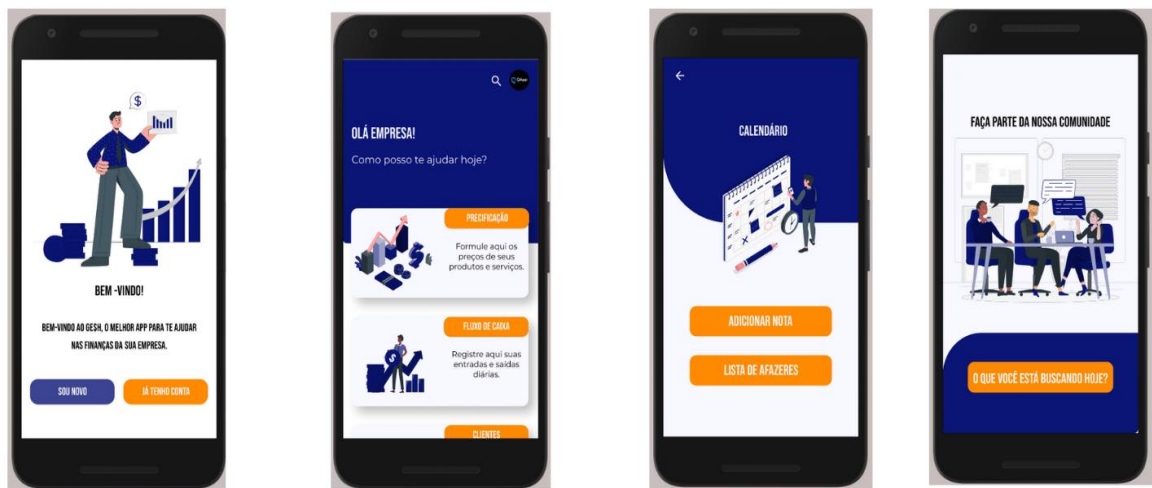 BEM -VINDO!
BEM-VINDO AO GESH, O MELHOR APP PARA TE AJUDAR
NAS FINANÇAS DA SUA EMPRESA.
SOU NOVO
JÁ TENHO CONTA
OLÁ EMPRESA!
Como posso te ajudar hoje?
PRECIFICAÇÃO
Formule aqui os
preços de seus
produtos e serviços.
FLUXO DE CAIXA
Registre aqui suas
entradas e saídas
diárias.
CLIENTES
CALENDÁRIO
ADICIONAR NOTA
LISTA DE AFAZERES
FAÇA PARTE DA NOSSA COMUNIDADE
O QUE VOCÊ ESTÁ BUSCANDO HOJE?